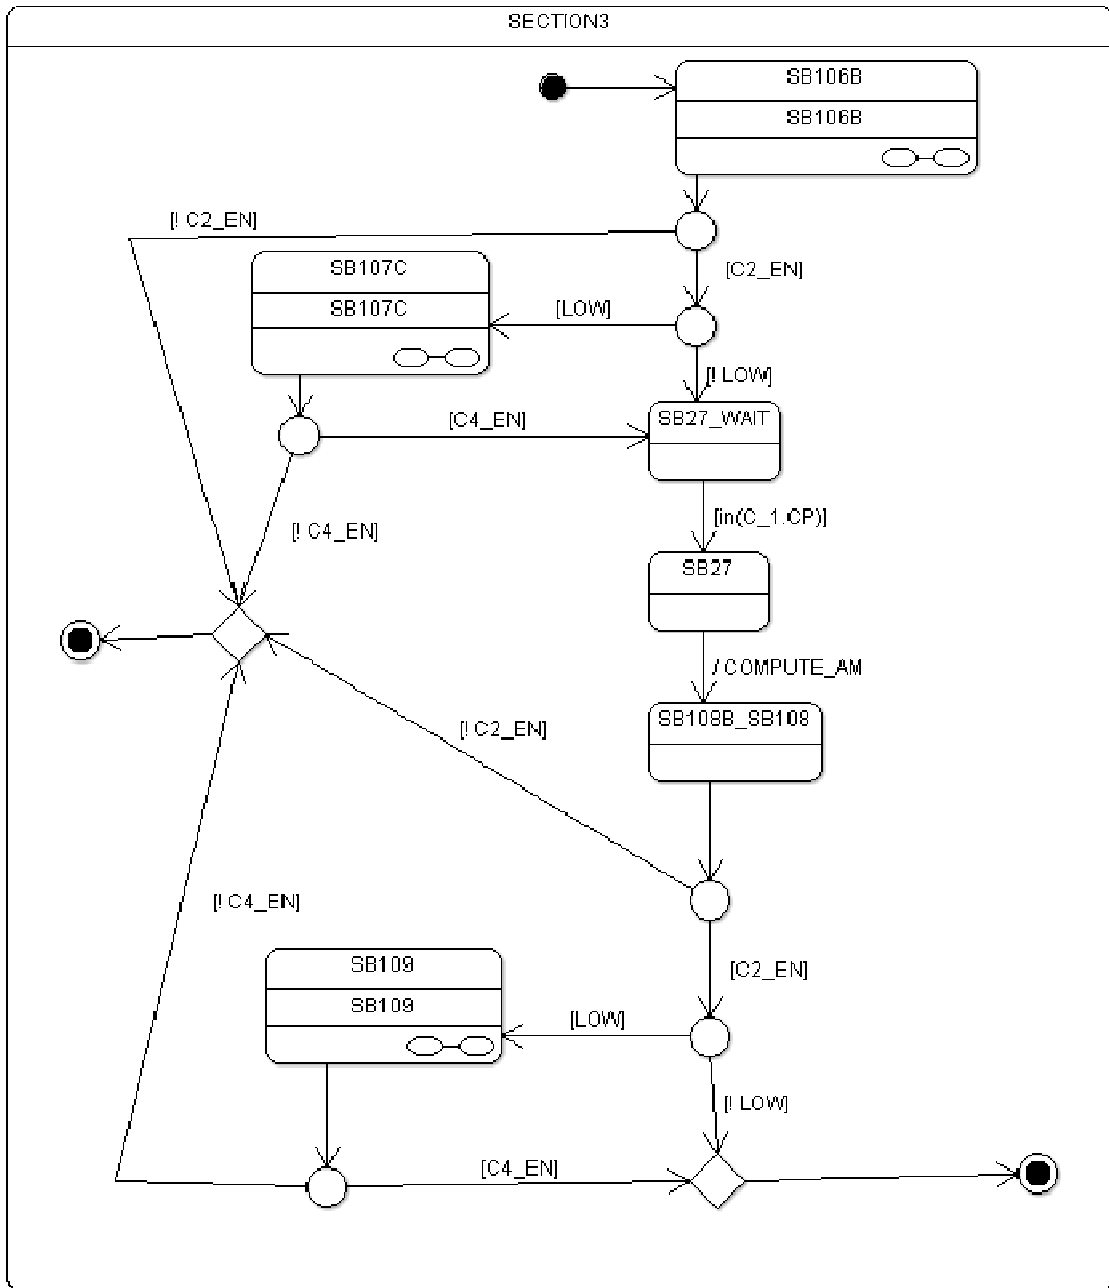 SECTION3
SB106B
SB106B
[! C2_EN]
[C2_EN]
SB107C
SB107C
[LOW]
[! LOW]
[C4_EN]
SB27_WAIT
[! C4_EN]
[in(C_1.CP)]
SB27
/ COMPUTE_AM
SB108B_SB108
[! C2_EN]
[! C4_EN]
[C2_EN]
SB109
SB109
[LOW]
[! LOW]
[C4_EN]